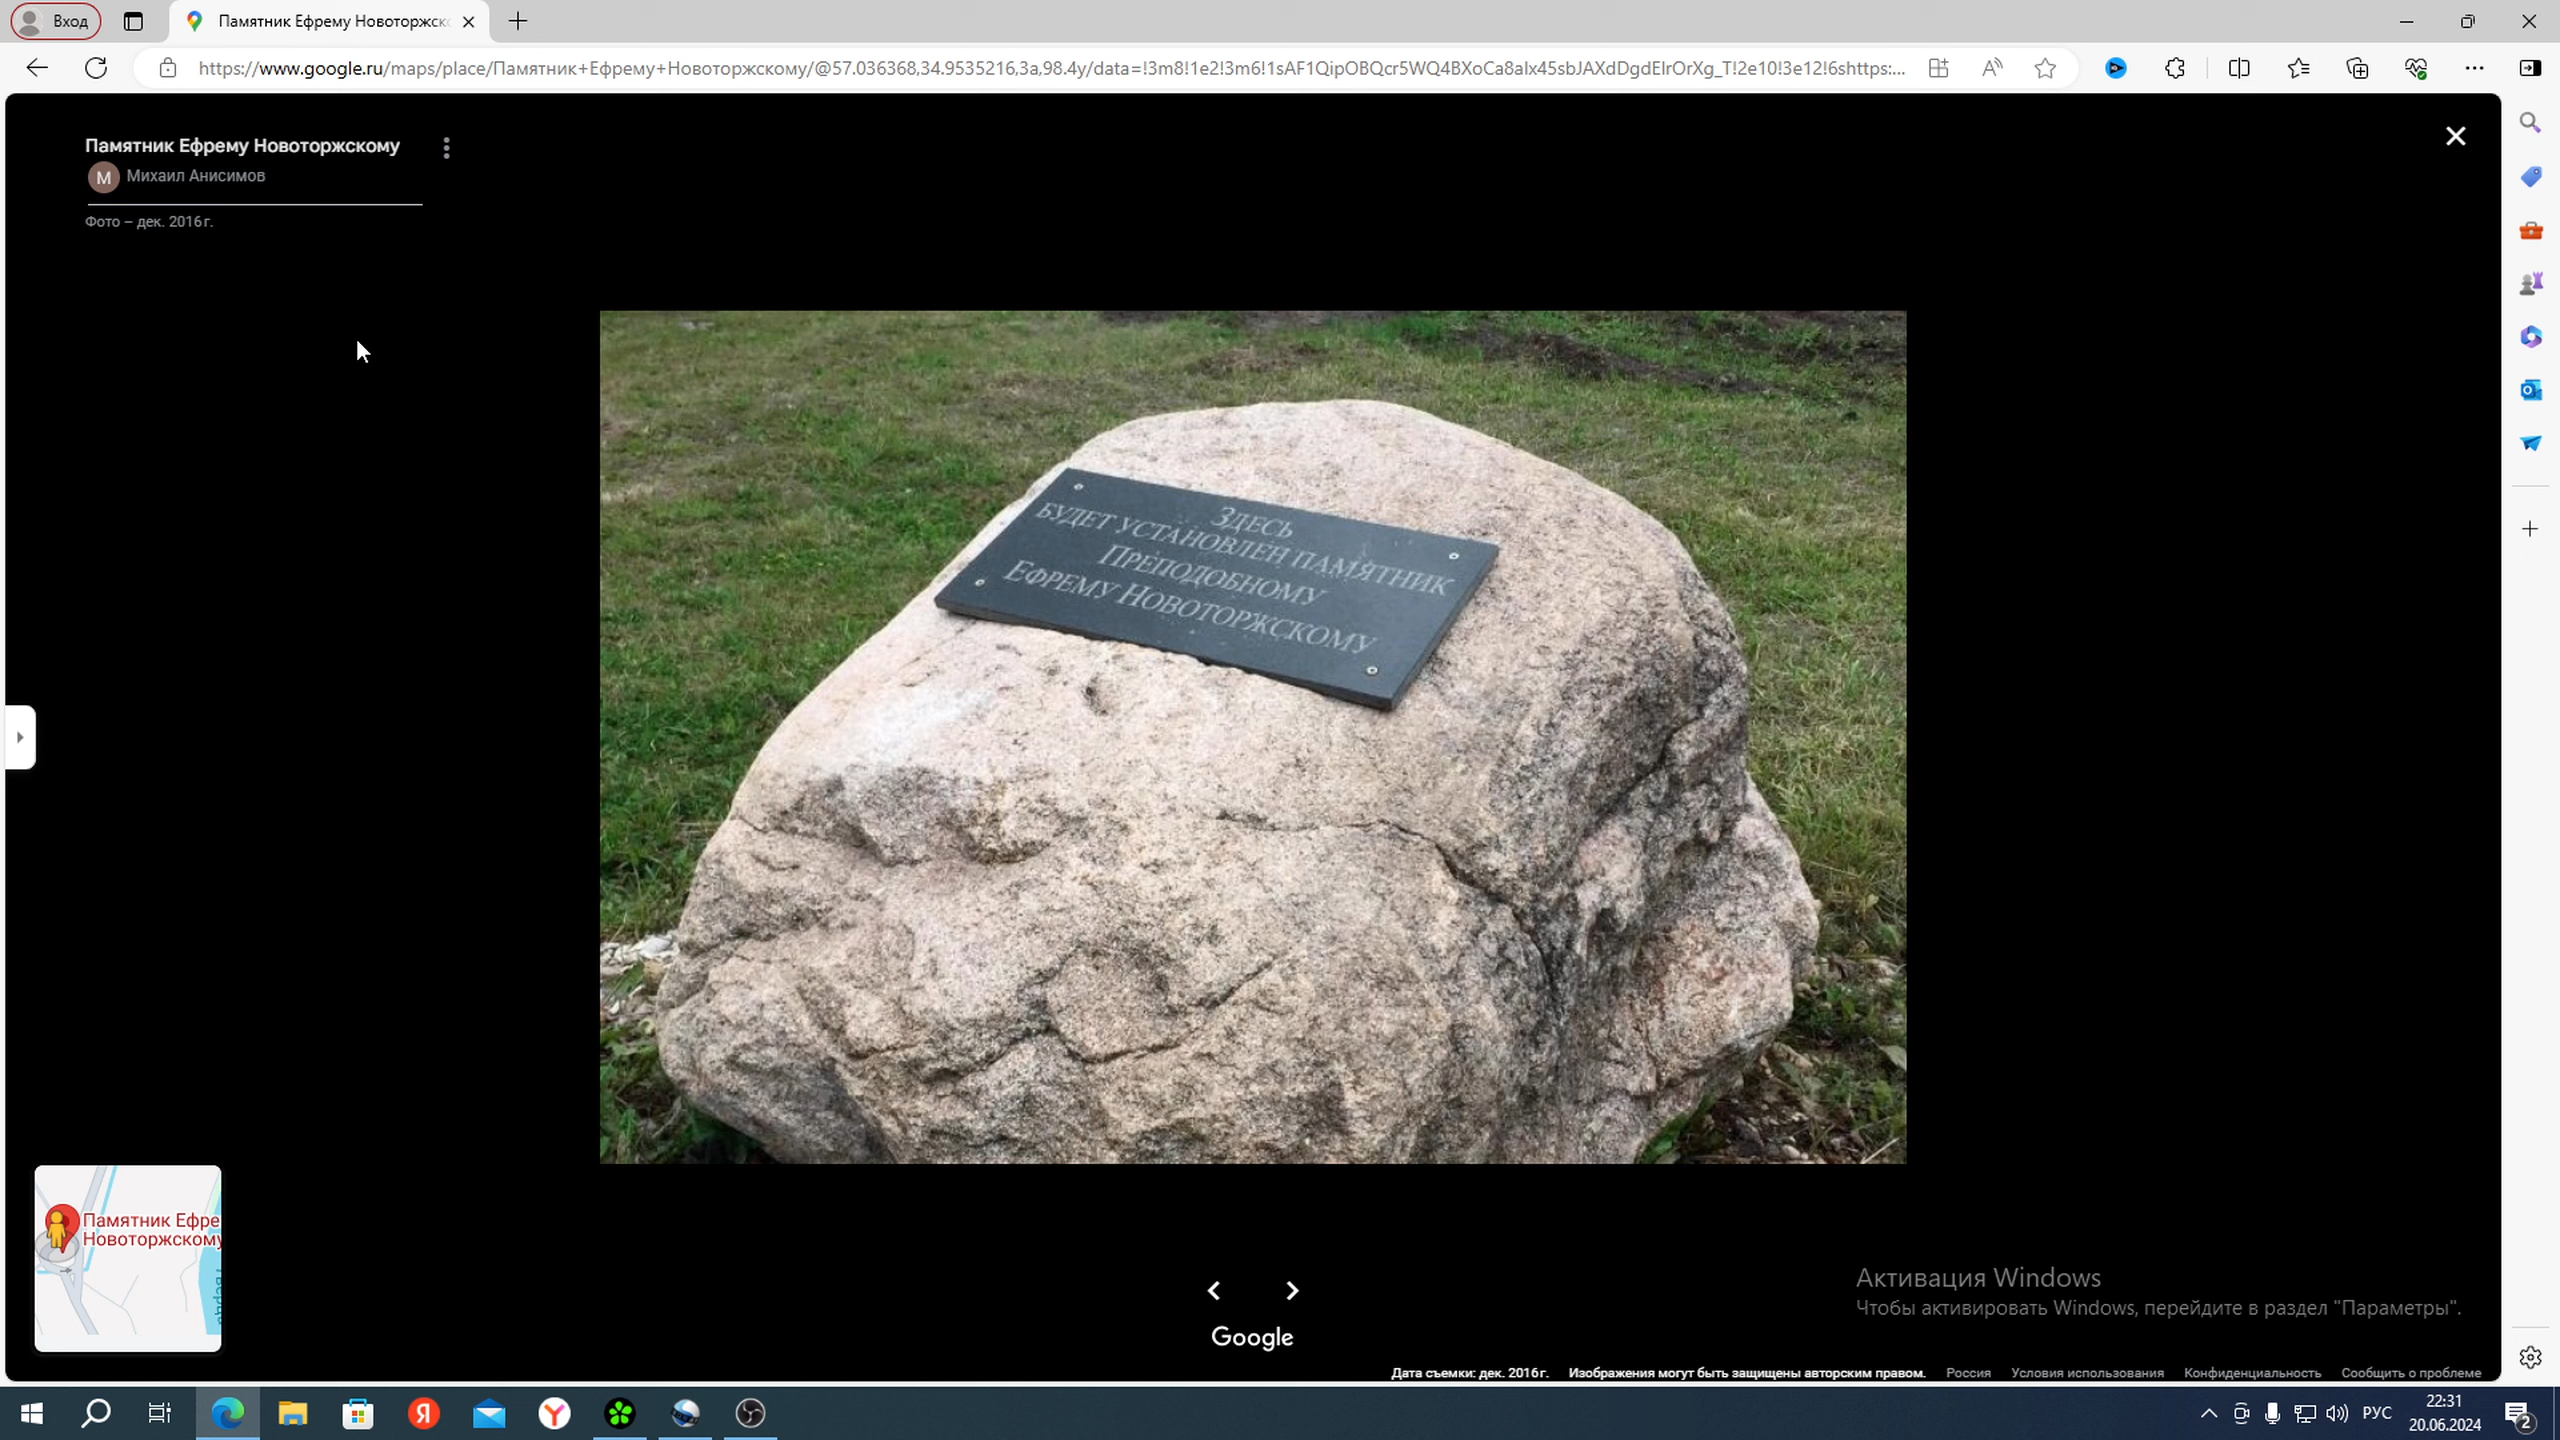 Вход
Памятник Ефрему Новоторжск
https://www.google.ru/maps/place/Памятник+Ефрему+Новоторжскому/@57.036368,34.9535216,3a,98.4y/data=!3m8!1e2!3m6!1sAF1QipOBQcr5WQ4BXoCa8alx45sbJAXdDgdElrOrXg_T!2e10!3e12!6shttps:...
Памятник Ефрему Новоторжскому
М Михаил Анисимов
Фото – дек. 2016 г.
ЗДЕСЬ
БУДЕТ УСТАНОВЛЕН ПАМЯТНИК
ПРЕПОДОБНОМУ
ЕФРЕМУ НОВОТОРЖСКОМУ
Памятник Ефре
Новоторжскому
Тверца
Google
Активация Windows
Чтобы активировать Windows, перейдите в раздел "Параметры".
Дата съемки: дек. 2016 г. Изображения могут быть защищены авторским правом. Россия Условия использования Конфиденциальность Сообщить о проблеме
РУС
22:31
20.06.2024
2